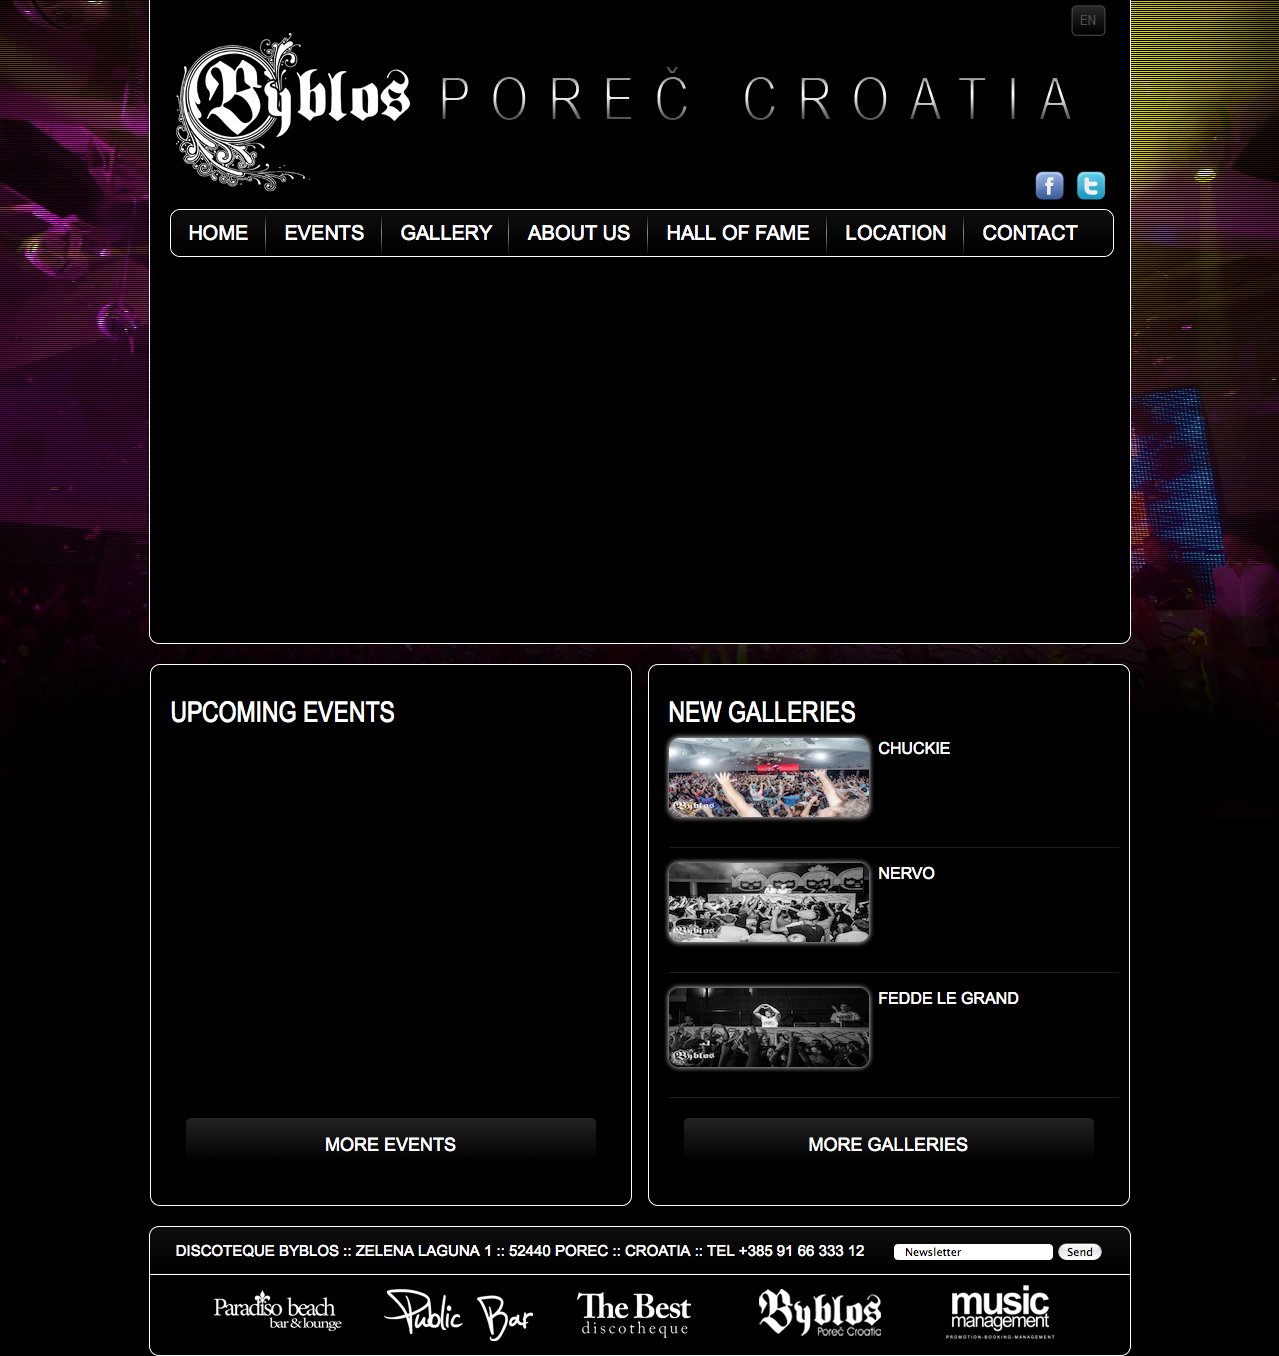 EN
Byblos POREČ CROATIA
HOME EVENTS GALLERY ABOUT US HALL OF FAME LOCATION CONTACT
UPCOMING EVENTS
MORE EVENTS
NEW GALLERIES
CHUCKIE
Byblos
NERVO
Byblos
FEDDE LE GRAND
Byblos
MORE GALLERIES
DISCOTEQUE BYBLOS :: ZELENA LAGUNA 1 :: 52440 POREC :: CROATIA :: TEL +385 91 66 333 12
Newsletter
Send
Paradiso beach
bar & lounge
Public Bar
The Best
discotheque
Byblos
Poreč Croatia
music
management
PROMOTION-BOOKING-MANAGEMENT